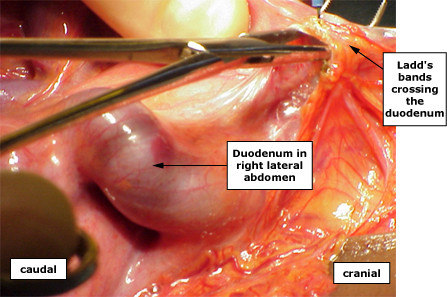 Ladd's
bands
crossing
the
duodenum
Duodenum in
right lateral
abdomen
caudal
cranial